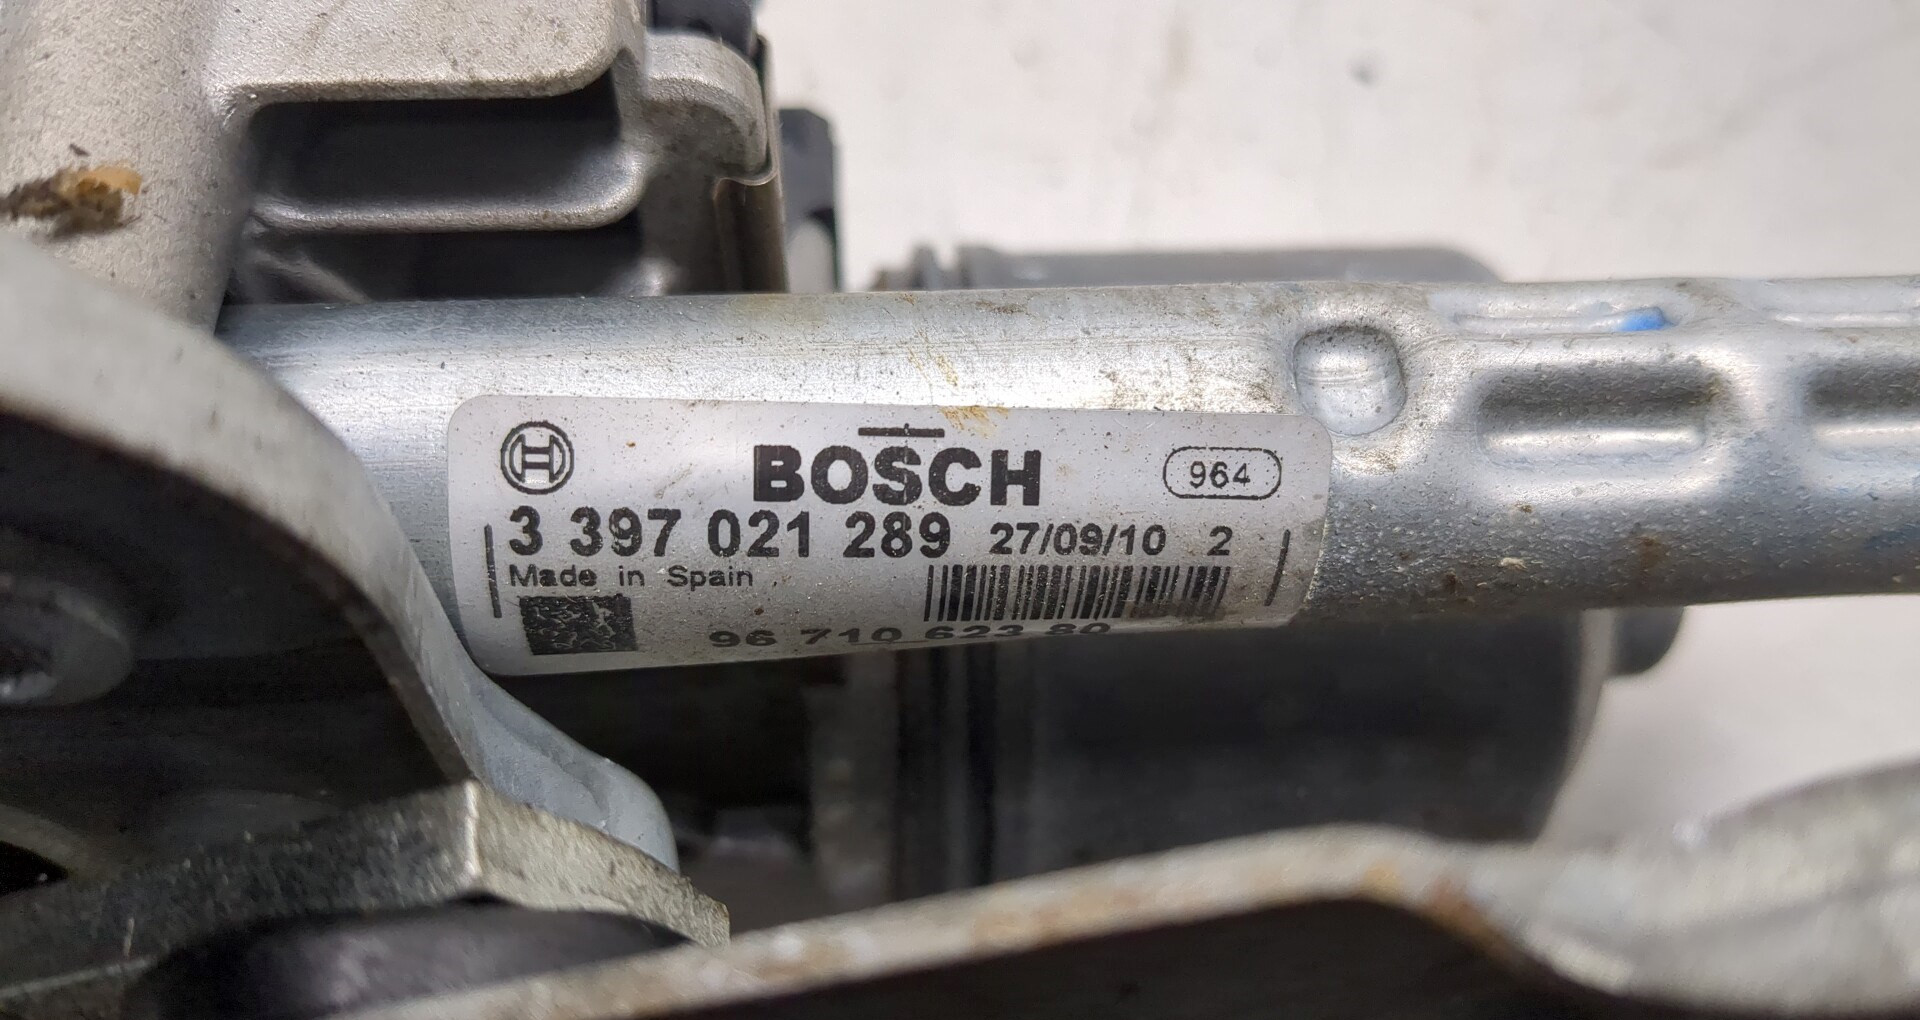 BOSCH 964
3 397 021 289 27/09/10 2
Made in Spain
96 710 623 80